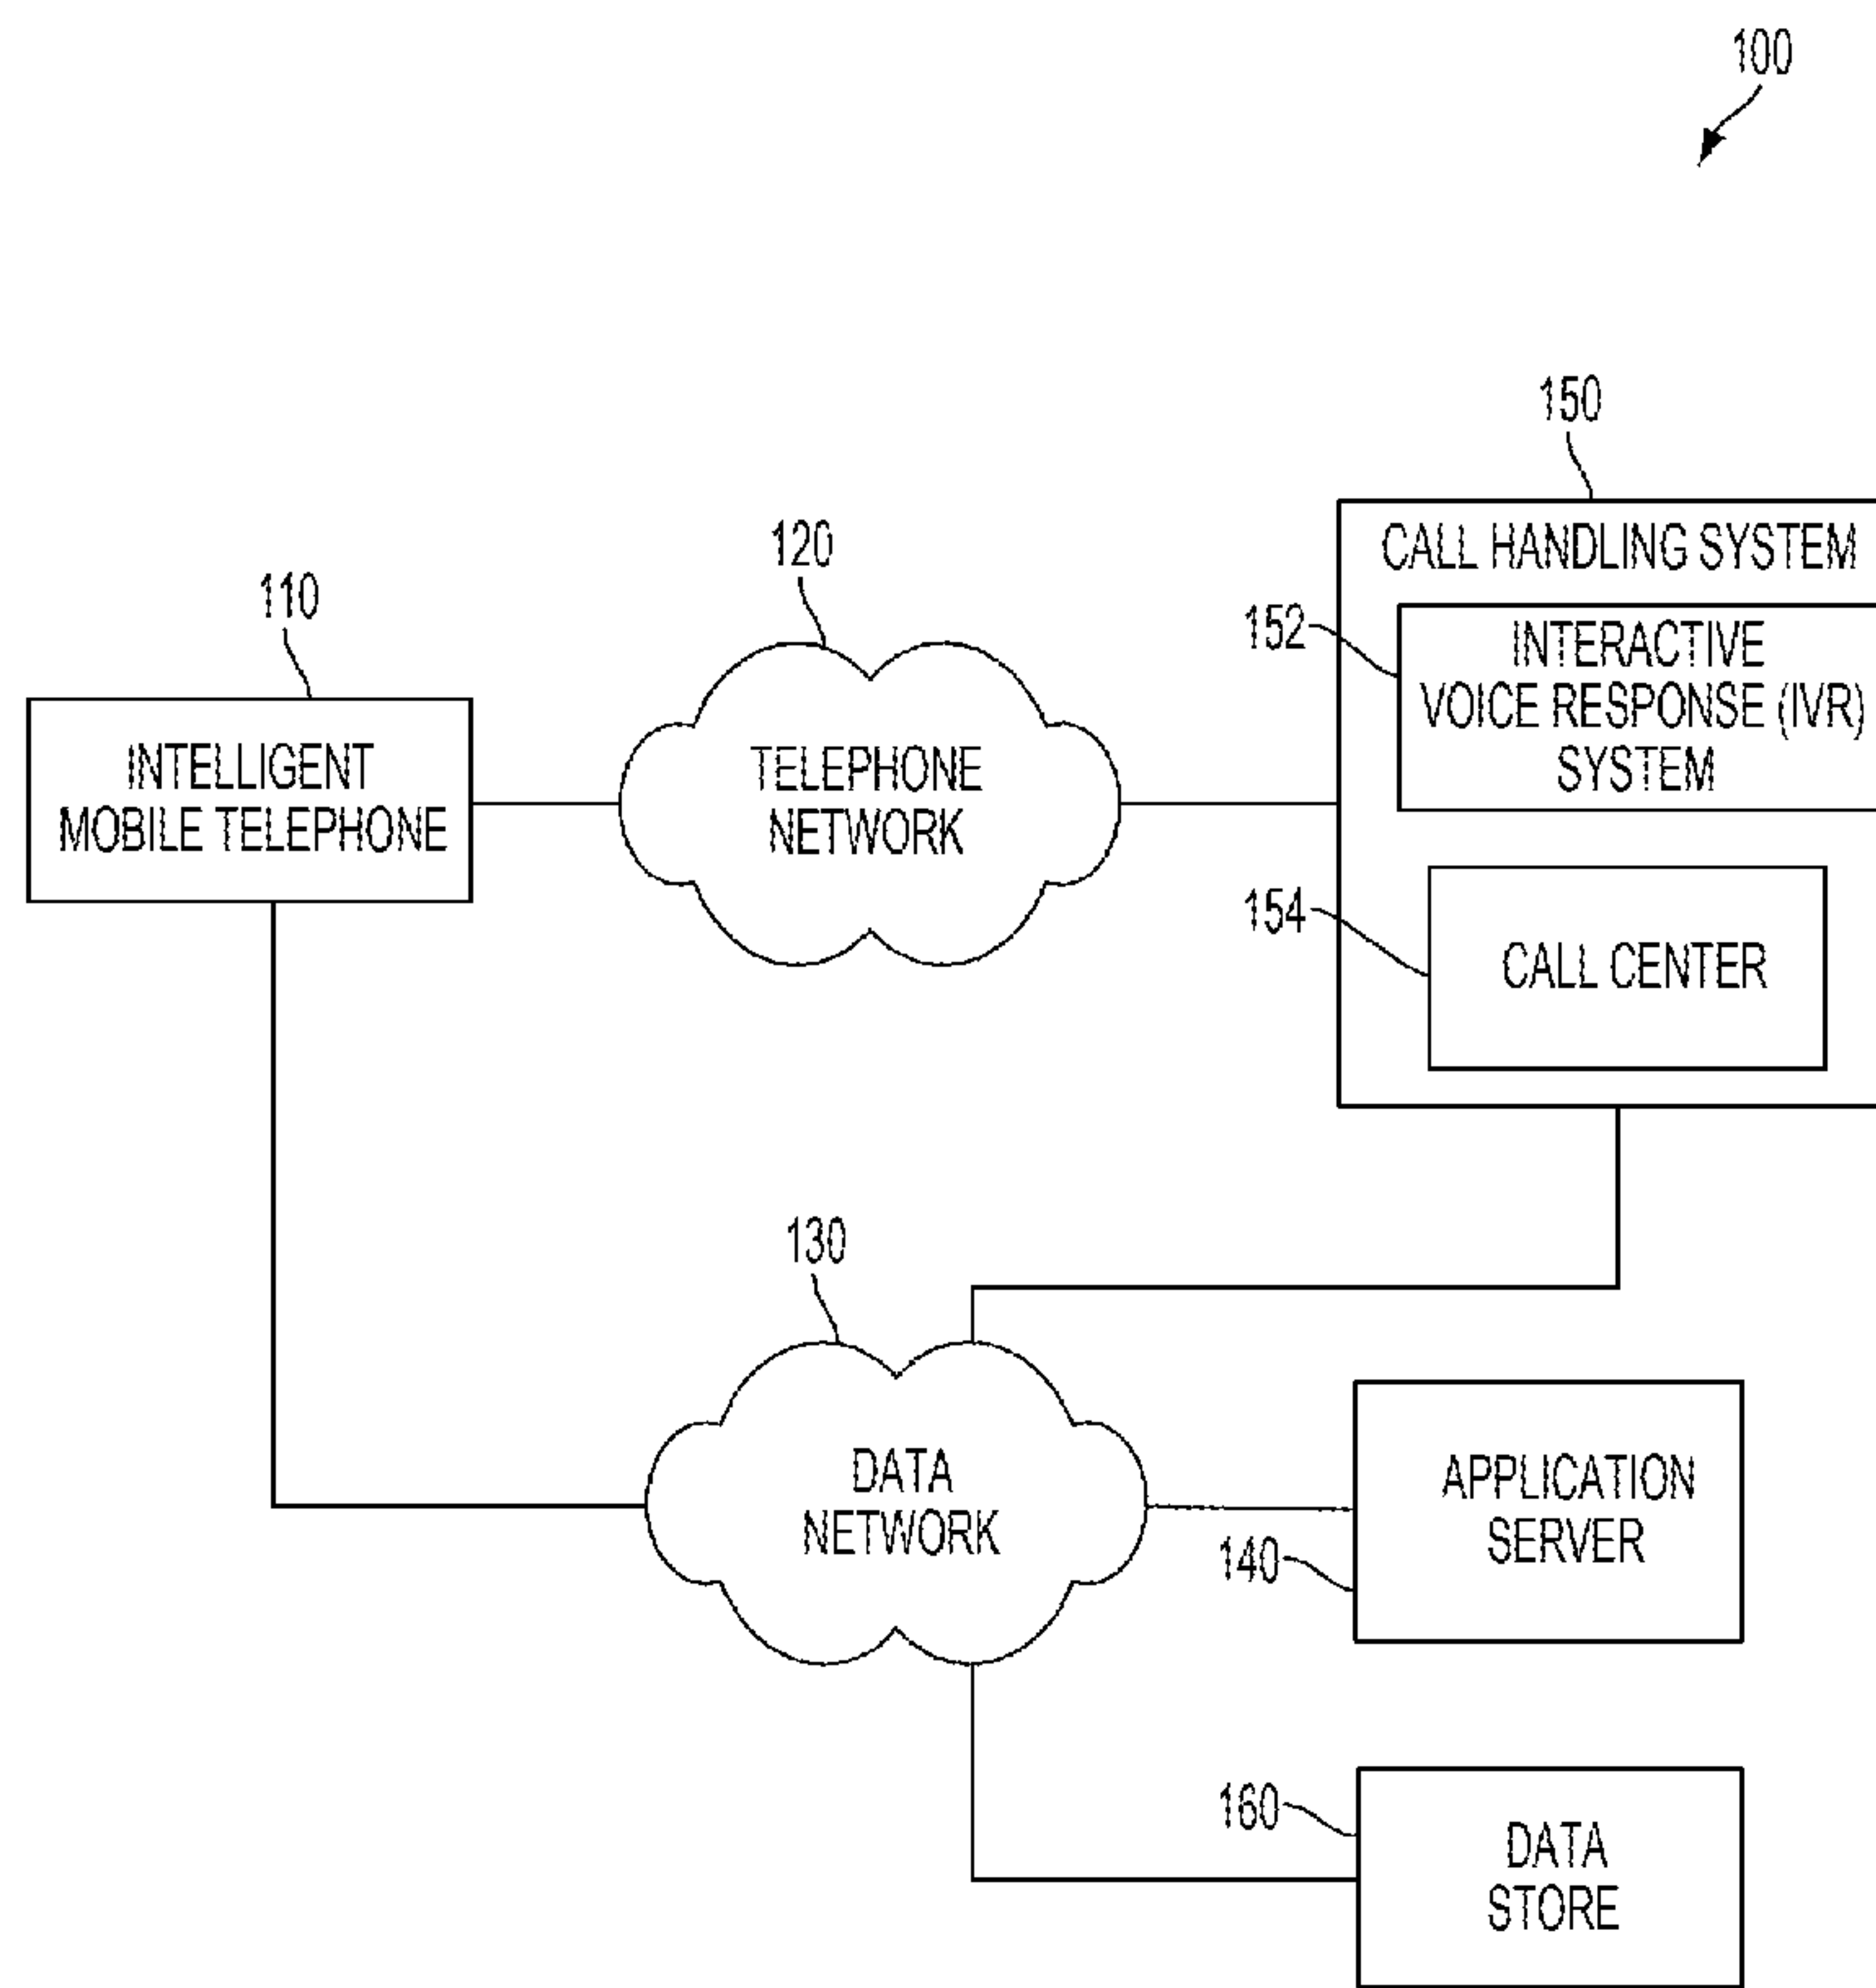 100
150
CALL HANDLING SYSTEM
120
110
152
INTERACTIVE
VOICE RESPONSE (IVR)
SYSTEM
INTELLIGENT
MOBILE TELEPHONE
TELEPHONE
NETWORK
154
CALL CENTER
130
DATA
NETWORK
APPLICATION
SERVER
140
160
DATA
STORE